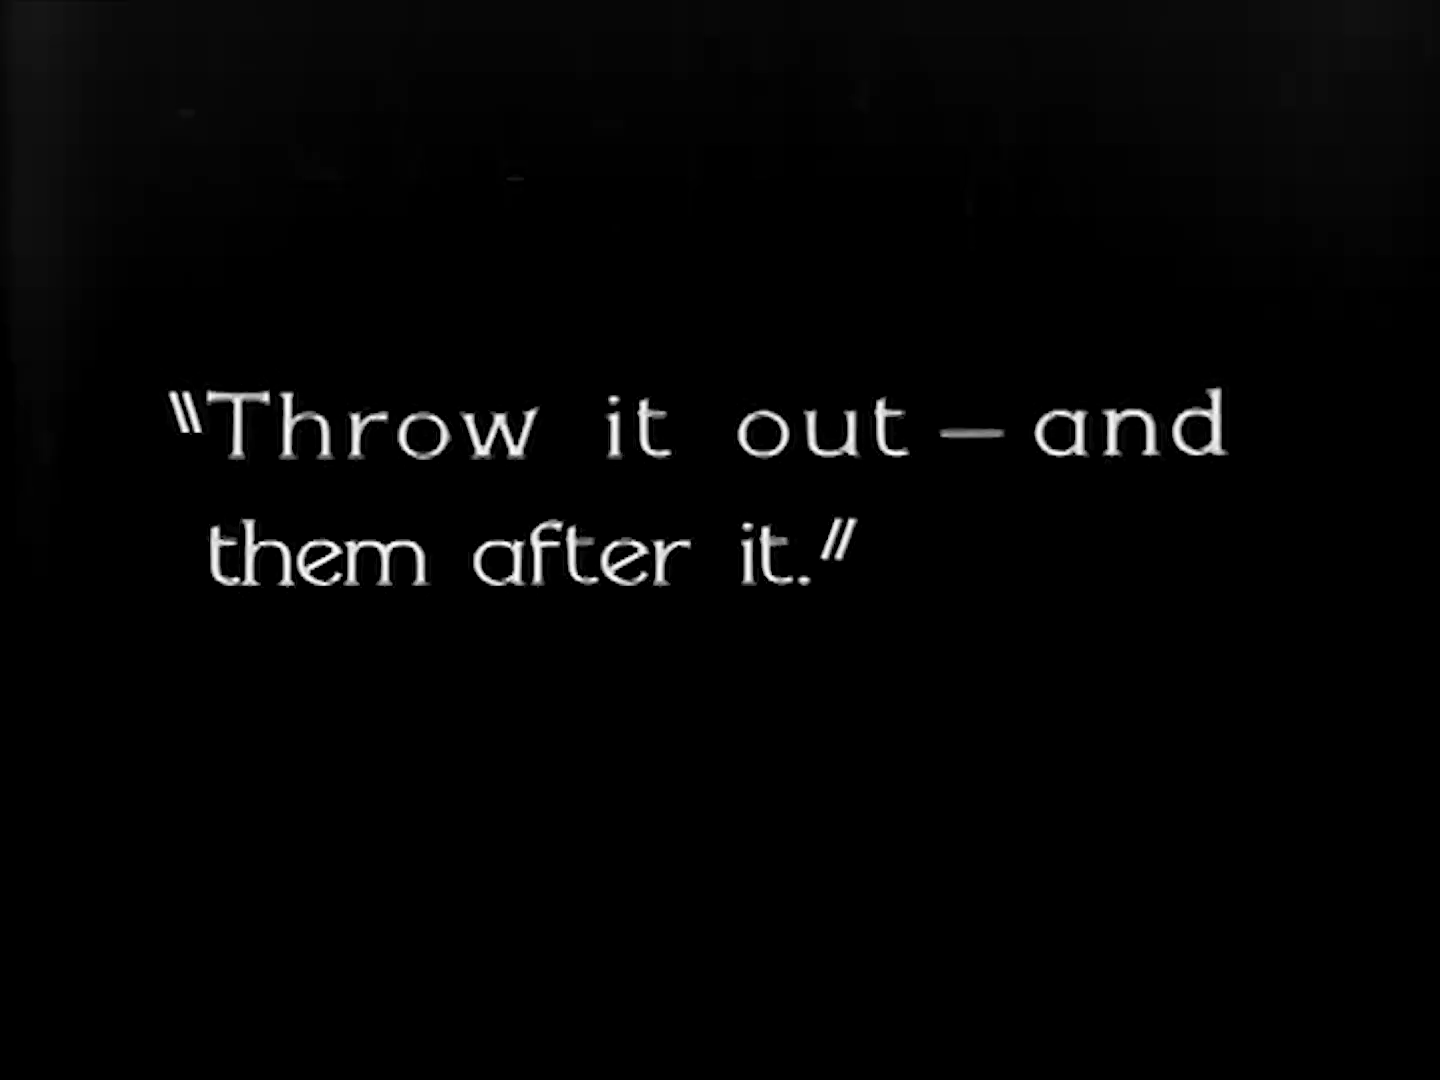 "Throw it out — and
them after it."